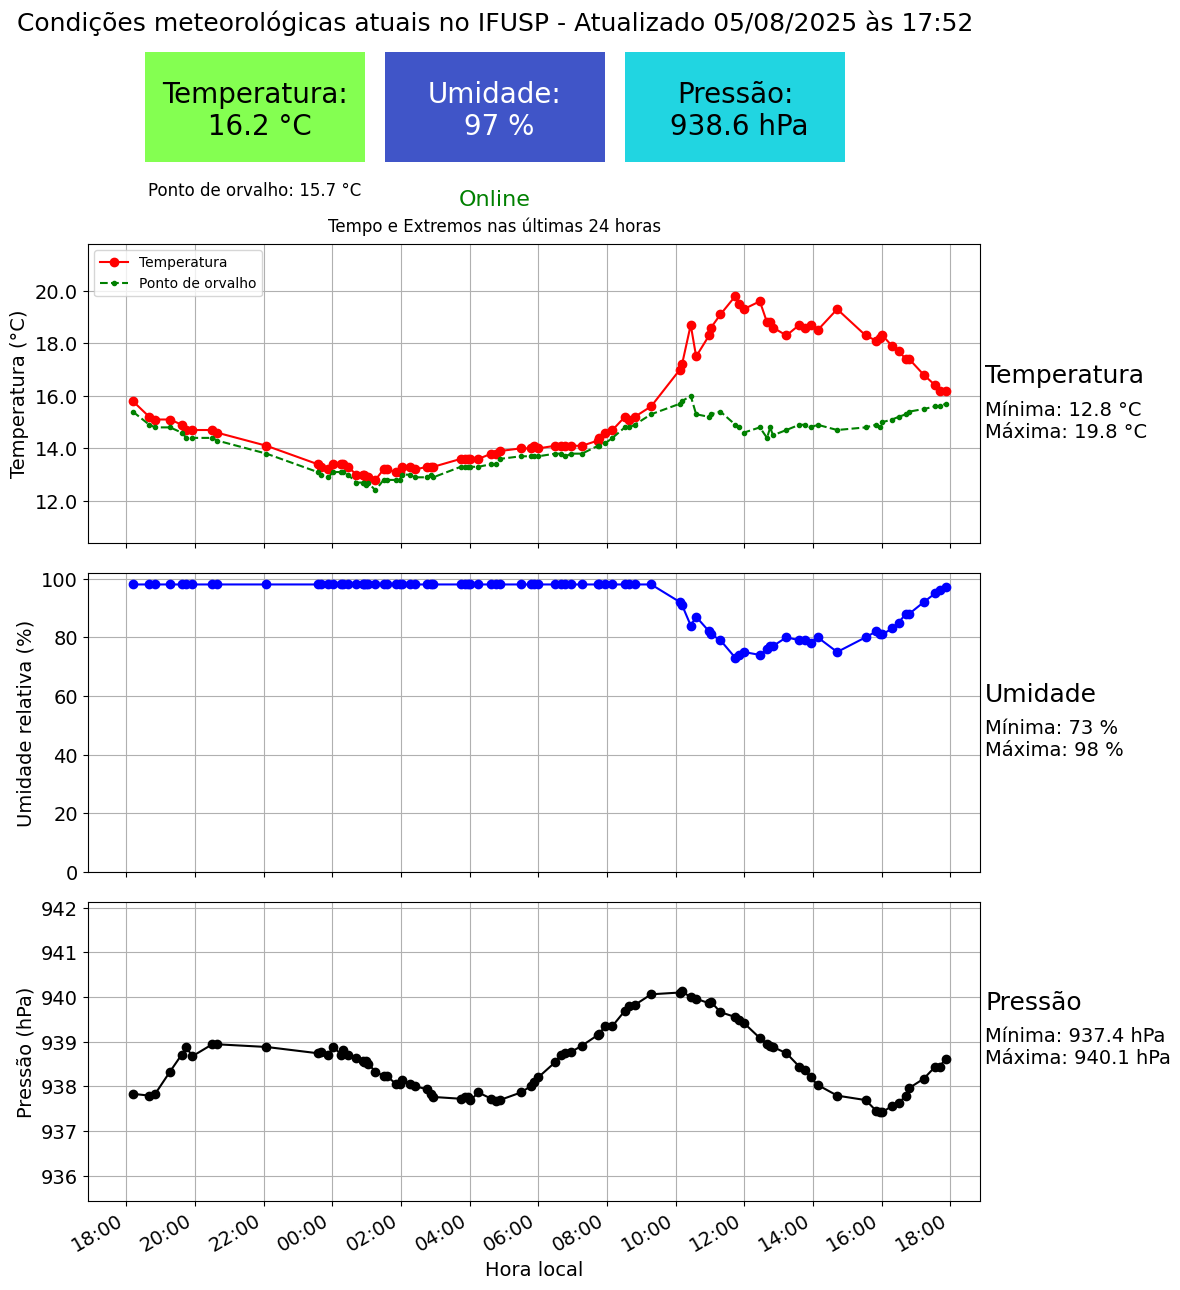 Condições meteorológicas atuais no IFUSP - Atualizado 05/08/2025 às 17:52
Temperatura:
16.2 °C
Umidade:
97 %
Pressão:
938.6 hPa
Ponto de orvalho: 15.7 °C
Online
Tempo e Extremos nas últimas 24 horas
Temperatura
Ponto de orvalho
Temperatura (°C)
20.0
18.0
16.0
14.0
12.0
Temperatura
Mínima: 12.8 °C
Máxima: 19.8 °C
Umidade relativa (%)
100
80
60
40
20
0
Umidade
Mínima: 73 %
Máxima: 98 %
Pressão (hPa)
942
941
940
939
938
937
936
Pressão
Mínima: 937.4 hPa
Máxima: 940.1 hPa
18:00
20:00
22:00
00:00
02:00
04:00
06:00
08:00
10:00
12:00
14:00
16:00
18:00
Hora local